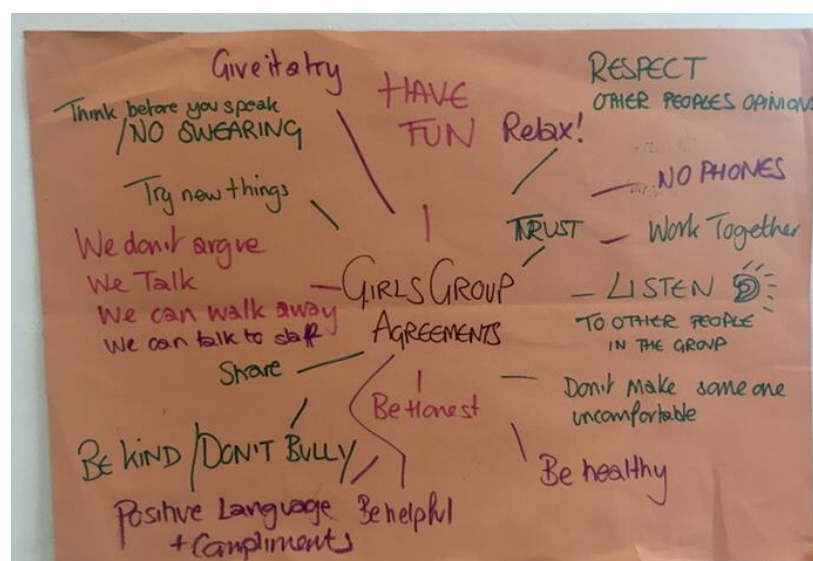 Give it a try
HAVE
FUN
Relax!
RESPECT
OTHER PEOPLES OPINIONS
Think before you speak
/NO SWEARING
NO PHONES
Try new things
TRUST
Work Together
We don't argue
We Talk
We can walk away
We can talk to staff
GIRLS GROUP
AGREEMENTS
LISTEN
TO OTHER PEOPLE
IN THE GROUP
Share
Be Honest
Don't Make some one
uncomfortable
BE KIND/DON'T BULLY
Be healthy
Positive Language
+ Compliments
Be helpful